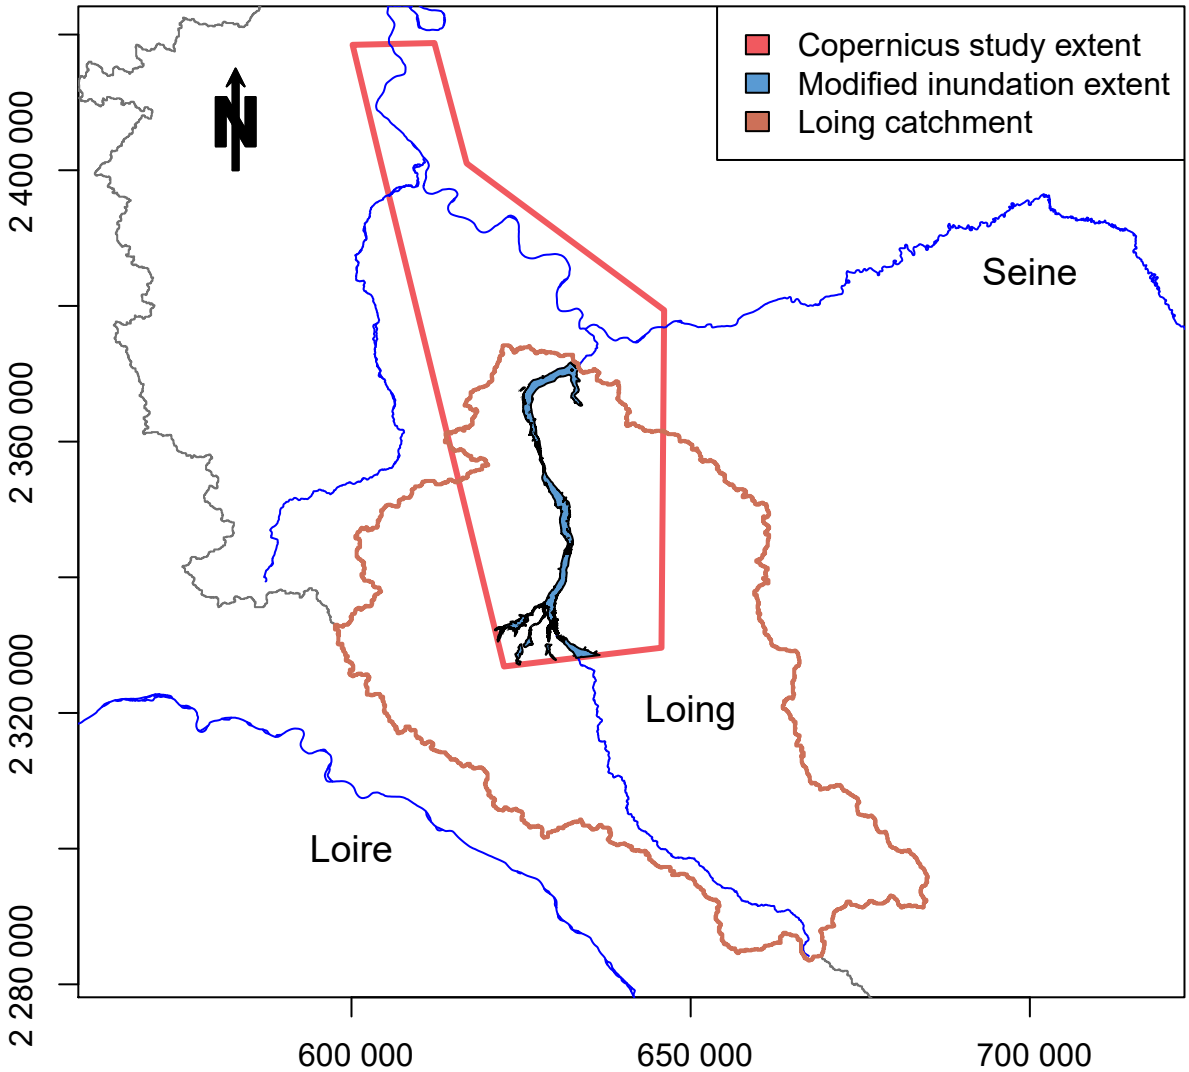 Copernicus study extent
Modified inundation extent
Loing catchment
N
2 400 000
Seine
2 360 000
2 320 000
Loing
Loire
2 280 000
600 000
650 000
700 000